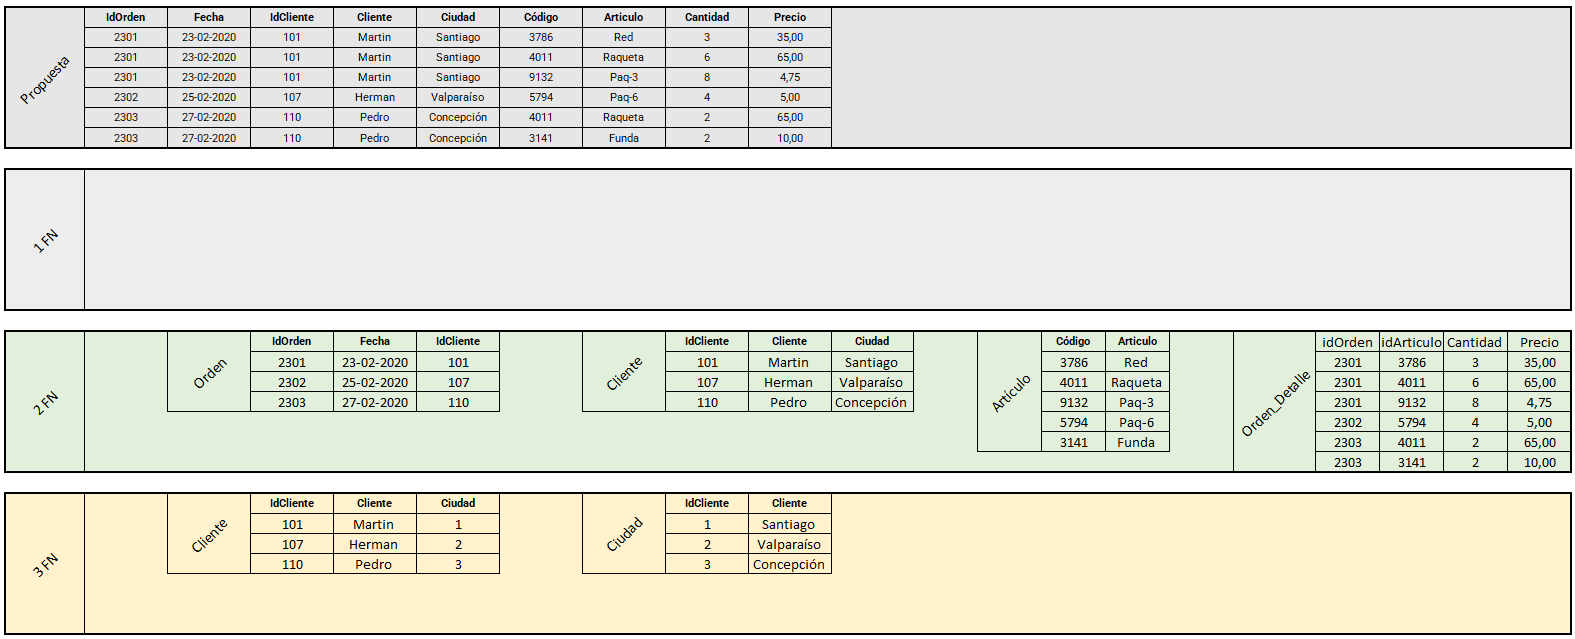 Propuesta
IdOrden Fecha IdCliente Cliente Ciudad Código Articulo Cantidad Precio
2301 23-02-2020 101 Martin Santiago 3786 Red 3 35,00
2301 23-02-2020 101 Martin Santiago 4011 Raqueta 6 65,00
2301 23-02-2020 101 Martin Santiago 9132 Paq-3 8 4,75
2302 25-02-2020 107 Herman Valparaíso 5794 Paq-6 4 5,00
2303 27-02-2020 110 Pedro Concepción 4011 Raqueta 2 65,00
2303 27-02-2020 110 Pedro Concepción 3141 Funda 2 10,00
1 FN
2 FN
Orden
IdOrden Fecha IdCliente
2301 23-02-2020 101
2302 25-02-2020 107
2303 27-02-2020 110
Cliente
IdCliente Cliente Ciudad
101 Martin Santiago
107 Herman Valparaíso
110 Pedro Concepción
Artículo
Código Articulo
3786 Red
4011 Raqueta
9132 Paq-3
5794 Paq-6
3141 Funda
Orden_Detalle
idOrden idArticulo Cantidad Precio
2301 3786 3 35,00
2301 4011 6 65,00
2301 9132 8 4,75
2302 5794 4 5,00
2303 4011 2 65,00
2303 3141 2 10,00
3 FN
Cliente
IdCliente Cliente Ciudad
101 Martin 1
107 Herman 2
110 Pedro 3
Ciudad
IdCliente Cliente
1 Santiago
2 Valparaíso
3 Concepción